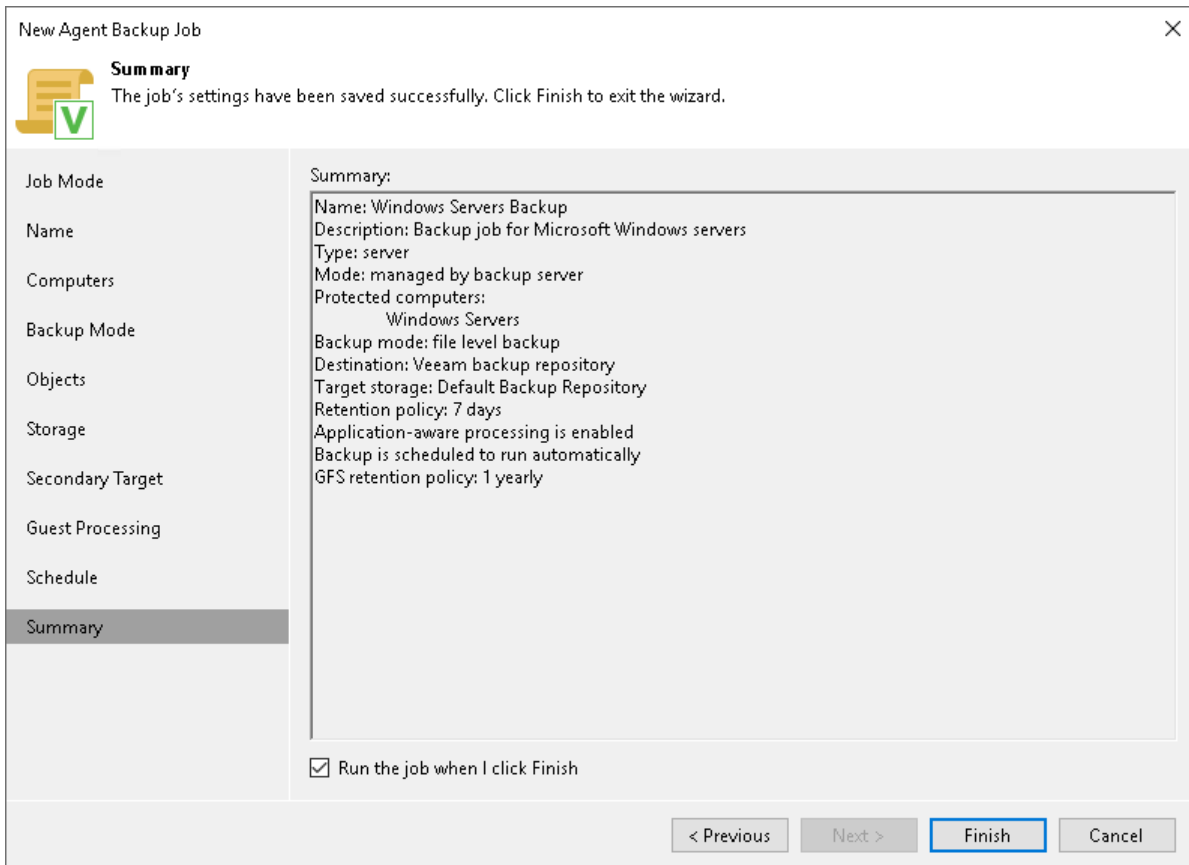 New Agent Backup Job
Summary
The job's settings have been saved successfully. Click Finish to exit the wizard.
V
Job Mode
Name
Computers
Backup Mode
Objects
Storage
Secondary Target
Guest Processing
Schedule
Summary
Summary:
Name: Windows Servers Backup
Description: Backup job for Microsoft Windows servers
Type: server
Mode: managed by backup server
Protected computers:
Windows Servers
Backup mode: file level backup
Destination: Veeam backup repository
Target storage: Default Backup Repository
Retention policy: 7 days
Application-aware processing is enabled
Backup is scheduled to run automatically
GFS retention policy: 1 yearly
Run the job when I click Finish
< Previous
Next >
Finish
Cancel